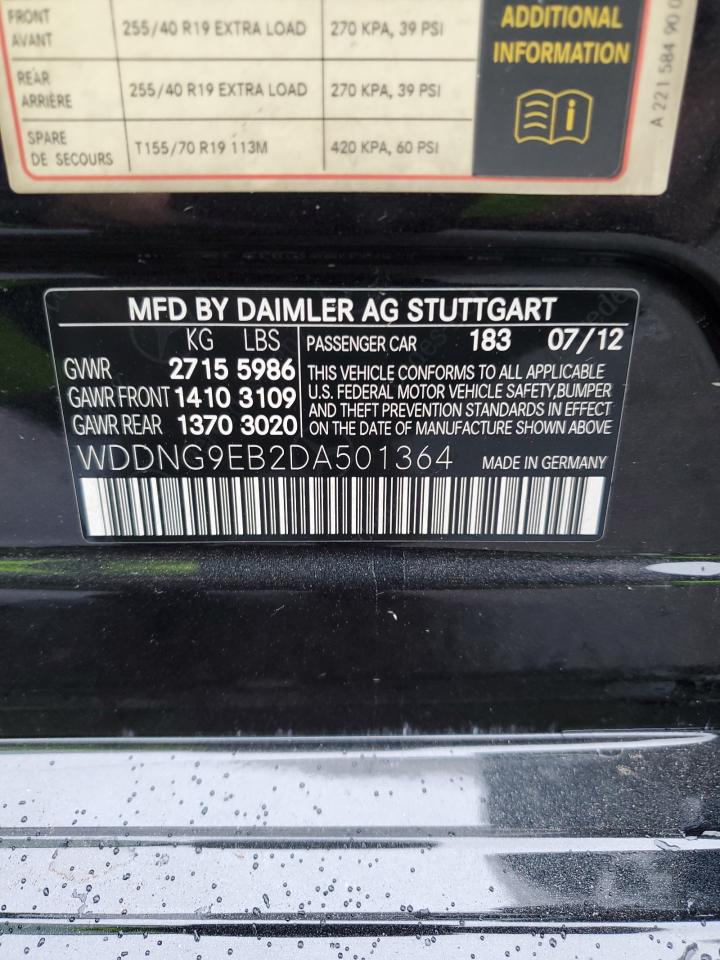 FRONT
AVANT
255/40 R19 EXTRA LOAD
270 KPA, 39 PSI
REAR
ARRIÈRE
255/40 R19 EXTRA LOAD
270 KPA, 39 PSI
SPARE
DE SECOURS
T155/70 R19 113M
420 KPA, 60 PSI
ADDITIONAL
INFORMATION
A 221 584 90 0
MFD BY DAIMLER AG STUTTGART
KG LBS
GVWR 2715 5986
GAWR FRONT 1410 3109
GAWR REAR 1370 3020
PASSENGER CAR 183 07/12
THIS VEHICLE CONFORMS TO ALL APPLICABLE
U.S. FEDERAL MOTOR VEHICLE SAFETY,BUMPER
AND THEFT PREVENTION STANDARDS IN EFFECT
ON THE DATE OF MANUFACTURE SHOWN ABOVE
WDDNG9EB2DA501364 MADE IN GERMANY